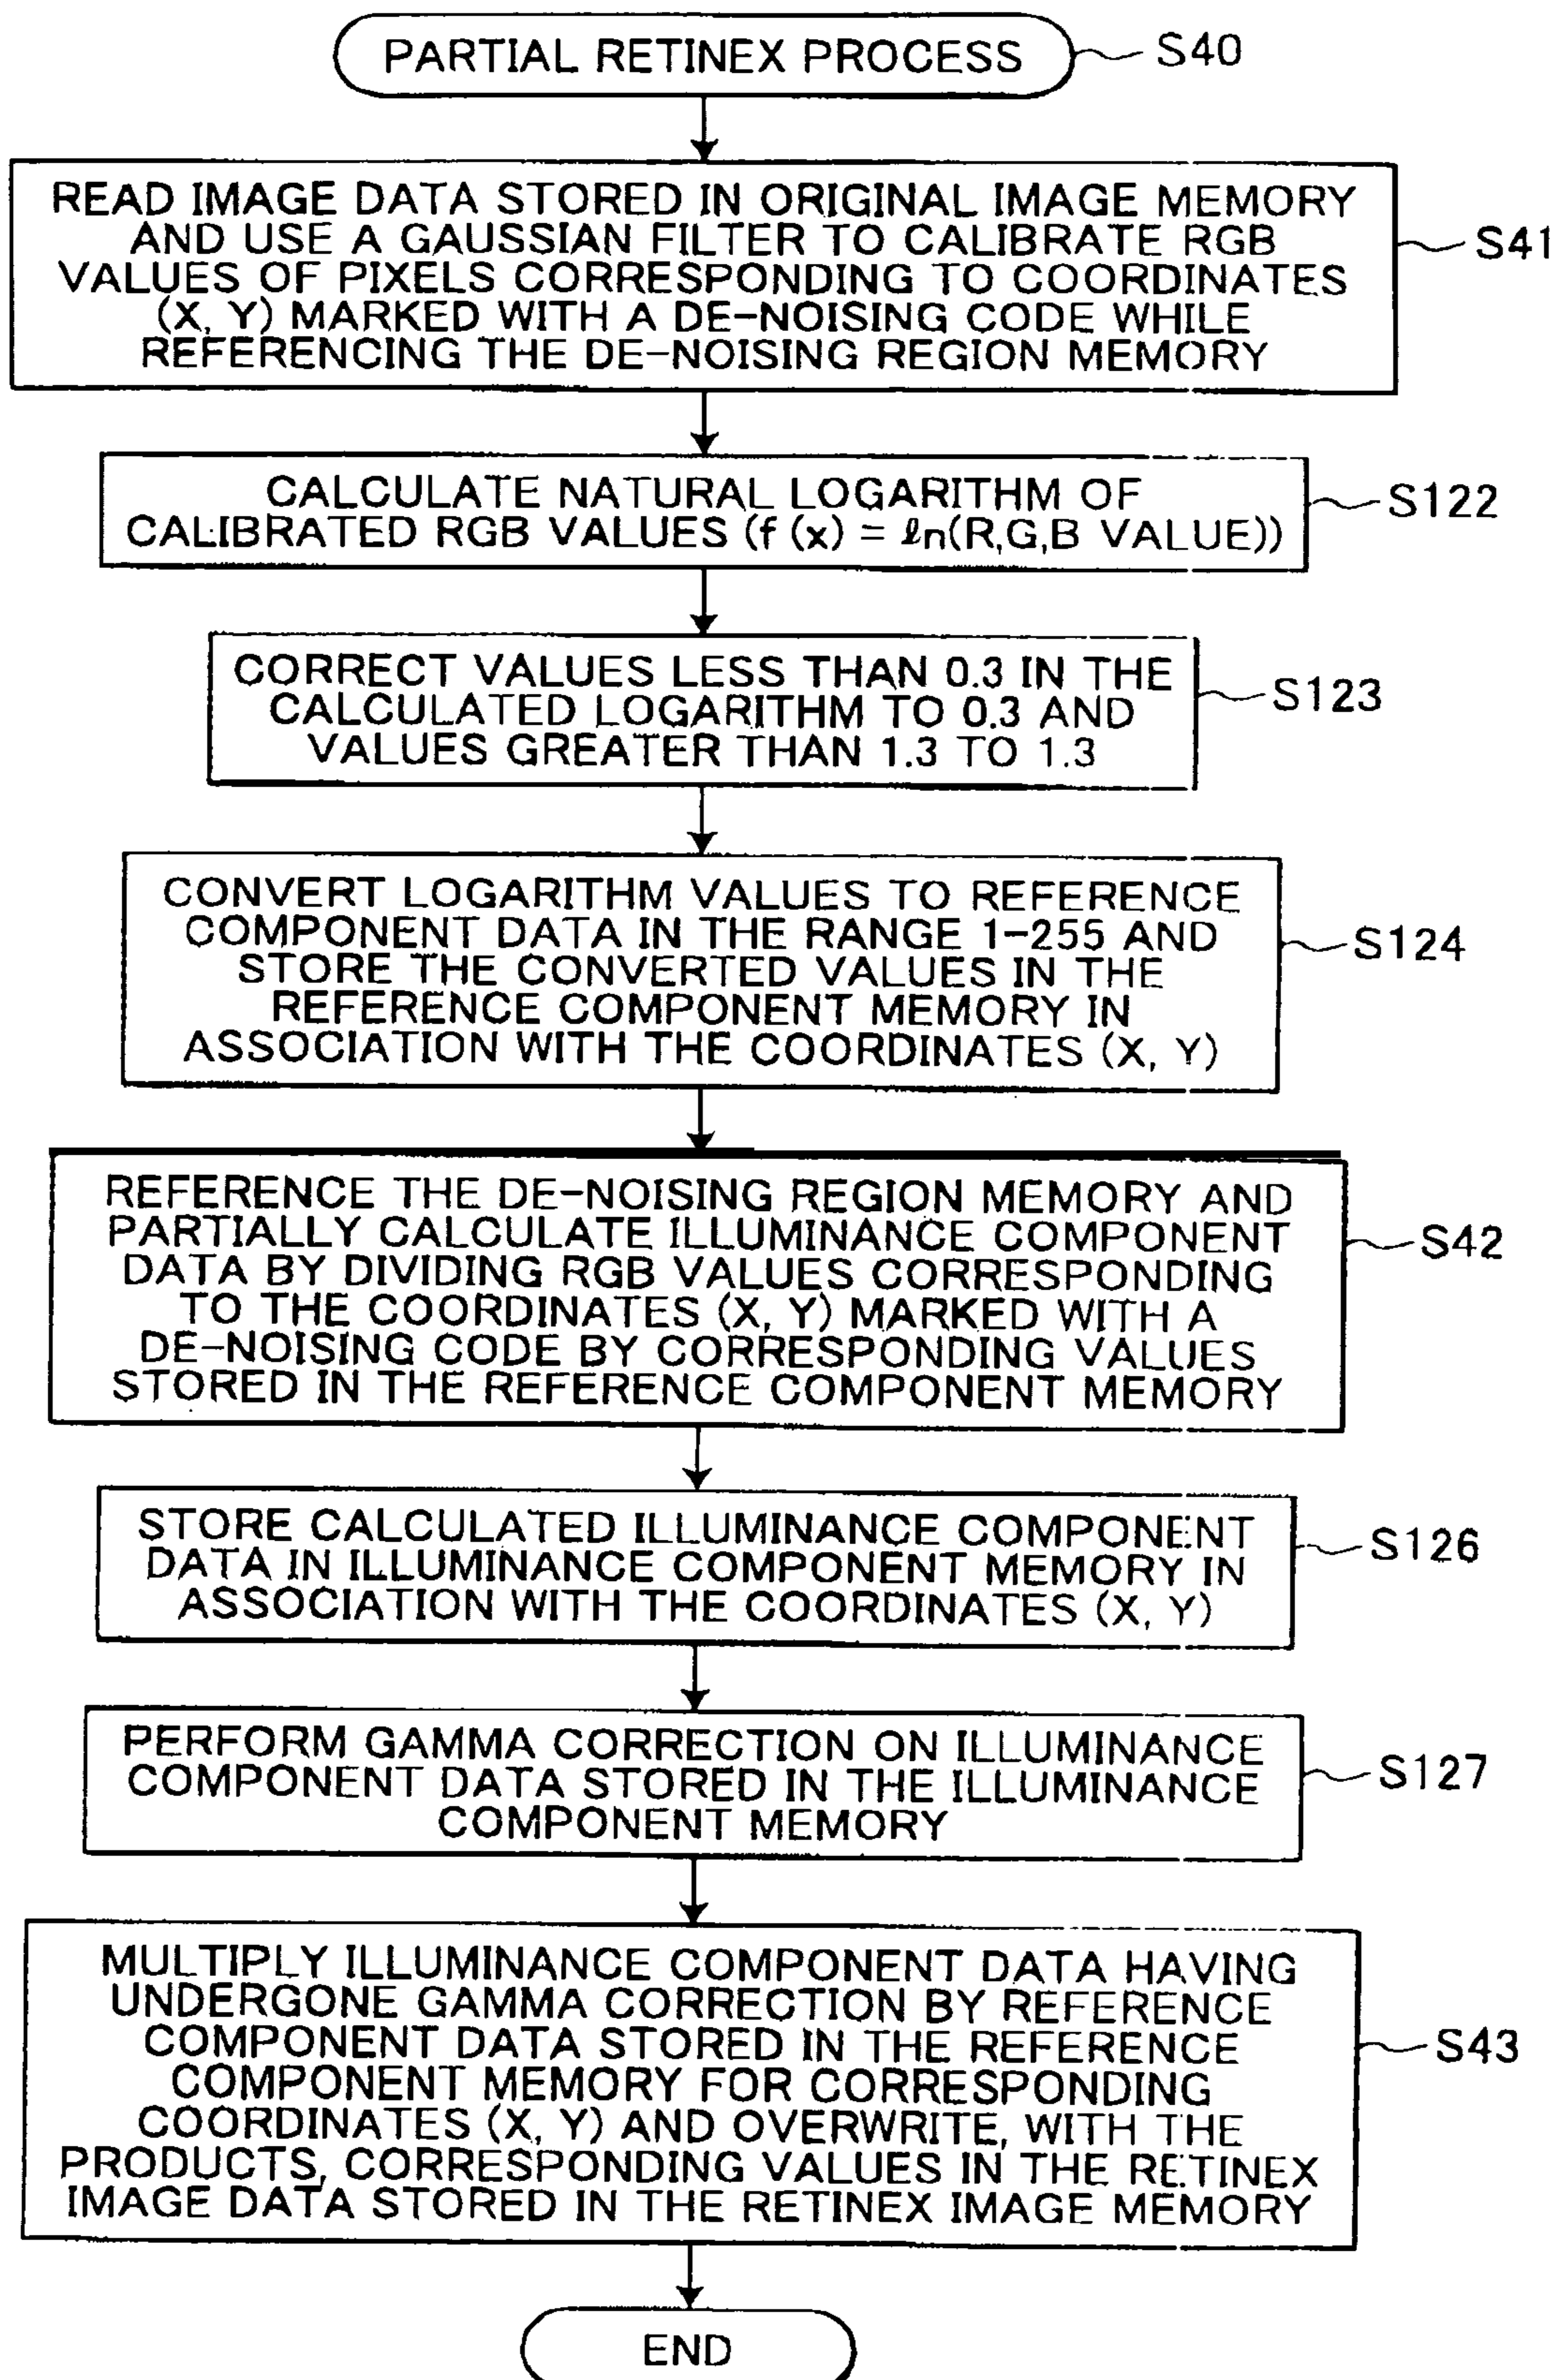 PARTIAL RETINEX PROCESS
S40
READ IMAGE DATA STORED IN ORIGINAL IMAGE MEMORY
AND USE A GAUSSIAN FILTER TO CALIBRATE RGB
VALUES OF PIXELS CORRESPONDING TO COORDINATES
(X, Y) MARKED WITH A DE-NOISING CODE WHILE
REFERENCING THE DE-NOISING REGION MEMORY
S41
CALCULATE NATURAL LOGARITHM OF
CALIBRATED RGB VALUES (f (x) = ℓn(R,G,B VALUE))
S122
CORRECT VALUES LESS THAN 0.3 IN THE
CALCULATED LOGARITHM TO 0.3 AND
VALUES GREATER THAN 1.3 TO 1.3
S123
CONVERT LOGARITHM VALUES TO REFERENCE
COMPONENT DATA IN THE RANGE 1-255 AND
STORE THE CONVERTED VALUES IN THE
REFERENCE COMPONENT MEMORY IN
ASSOCIATION WITH THE COORDINATES (X, Y)
S124
REFERENCE THE DE-NOISING REGION MEMORY AND
PARTIALLY CALCULATE ILLUMINANCE COMPONENT
DATA BY DIVIDING RGB VALUES CORRESPONDING
TO THE COORDINATES (X, Y) MARKED WITH A
DE-NOISING CODE BY CORRESPONDING VALUES
STORED IN THE REFERENCE COMPONENT MEMORY
S42
STORE CALCULATED ILLUMINANCE COMPONENT
DATA IN ILLUMINANCE COMPONENT MEMORY IN
ASSOCIATION WITH THE COORDINATES (X, Y)
S126
PERFORM GAMMA CORRECTION ON ILLUMINANCE
COMPONENT DATA STORED IN THE ILLUMINANCE
COMPONENT MEMORY
S127
MULTIPLY ILLUMINANCE COMPONENT DATA HAVING
UNDERGONE GAMMA CORRECTION BY REFERENCE
COMPONENT DATA STORED IN THE REFERENCE
COMPONENT MEMORY FOR CORRESPONDING
COORDINATES (X, Y) AND OVERWRITE, WITH THE
PRODUCTS, CORRESPONDING VALUES IN THE RETINEX
IMAGE DATA STORED IN THE RETINEX IMAGE MEMORY
S43
END